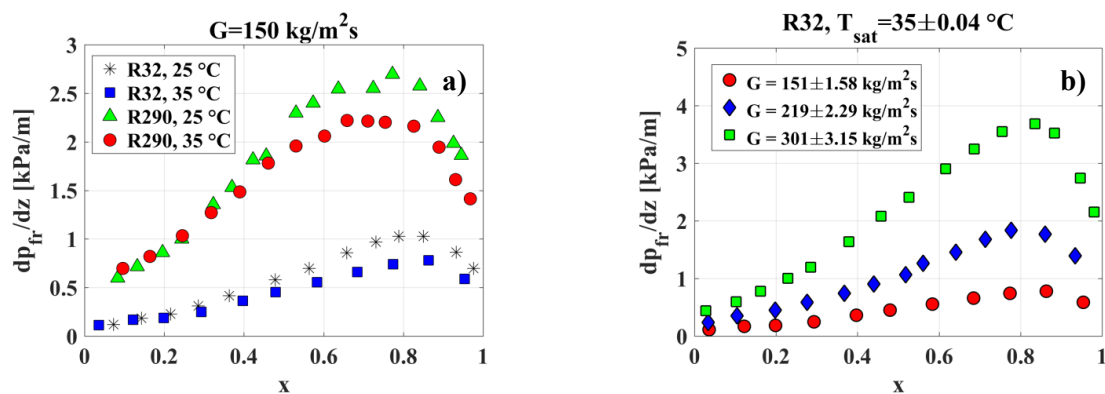 G=150 kg/m²s
a)
R32, 25 °C
R32, 35 °C
R290, 25 °C
R290, 35 °C
3
2.5
2
1.5
1
0.5
0
dp_fr/dz [kPa/m]
0 0.2 0.4 0.6 0.8 1
x
R32, T_sat=35±0.04 °C
b)
G = 151±1.58 kg/m²s
G = 219±2.29 kg/m²s
G = 301±3.15 kg/m²s
5
4
3
2
1
0
dp_fr/dz [kPa/m]
0 0.2 0.4 0.6 0.8 1
x